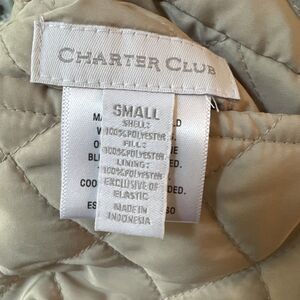 CHARTER CLUB
SMALL
SHELL:
100%POLYESTER
FILL:
100%POLYESTER
LINING:
100%POLYESTER
EXCLUSIVE OF
ELASTIC
MADE IN
INDONESIA